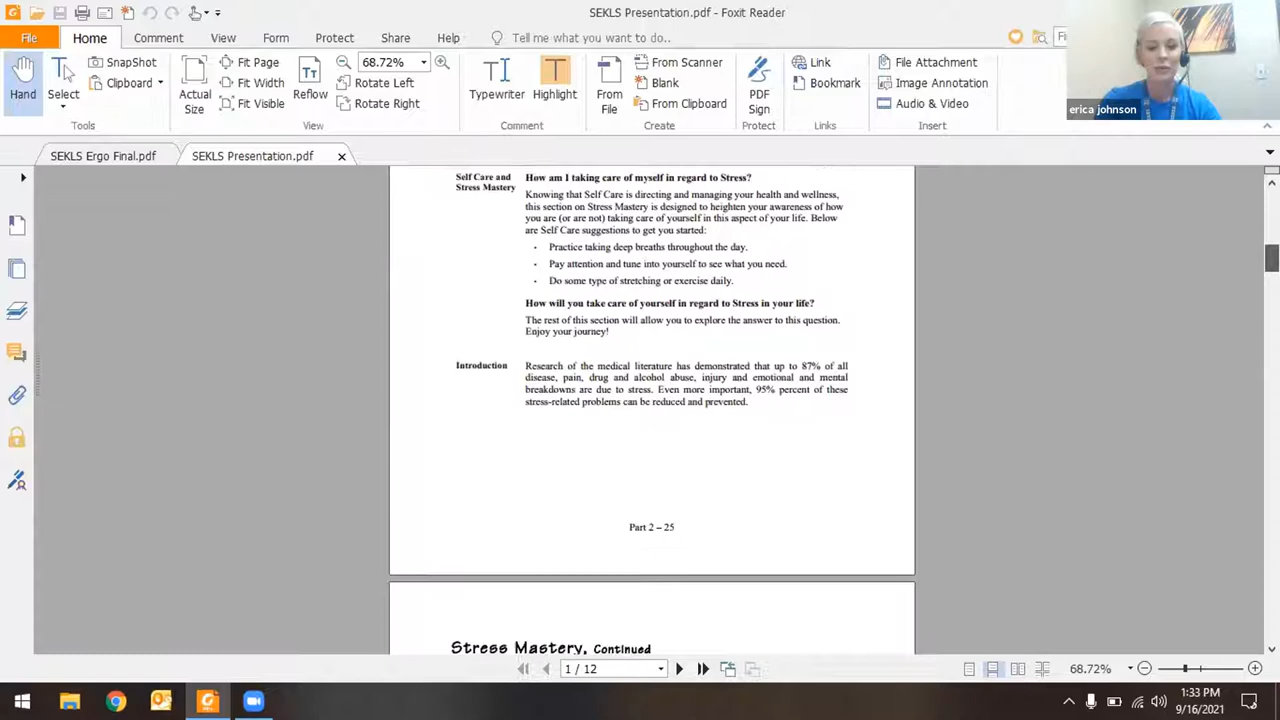 SEKLS Presentation.pdf - Foxit Reader
File Home Comment View Form Protect Share Help Tell me what you want to do..
Hand
Select
SnapShot
Clipboard
Tools
Actual
Size
Fit Page
Fit Width
Fit Visible
Reflow
68.72%
Rotate Left
Rotate Right
View
Typewriter
Highlight
Comment
From
File
From Scanner
Blank
From Clipboard
Create
PDF
Sign
Protect
Link
Bookmark
Links
File Attachment
Image Annotation
Audio & Video
Insert
erica johnson
SEKLS Ergo Final.pdf
SEKLS Presentation.pdf
Self Care and
Stress Mastery
How am I taking care of myself in regard to Stress?
Knowing that Self Care is directing and managing your health and wellness,
this section on Stress Mastery is designed to heighten your awareness of how
you are (or are not) taking care of yourself in this aspect of your life. Below
are Self Care suggestions to get you started:
· Practice taking deep breaths throughout the day.
· Pay attention and tune into yourself to see what you need.
· Do some type of stretching or exercise daily.
How will you take care of yourself in regard to Stress in your life?
The rest of this section will allow you to explore the answer to this question.
Enjoy your journey!
Introduction
Research of the medical literature has demonstrated that up to 87% of all
disease, pain, drug and alcohol abuse, injury and emotional and mental
breakdowns are due to stress. Even more important, 95% percent of these
stress-related problems can be reduced and prevented.
Part 2 – 25
Stress Mastery, Continued
1 / 12
68.72%
1:33 PM
9/16/2021